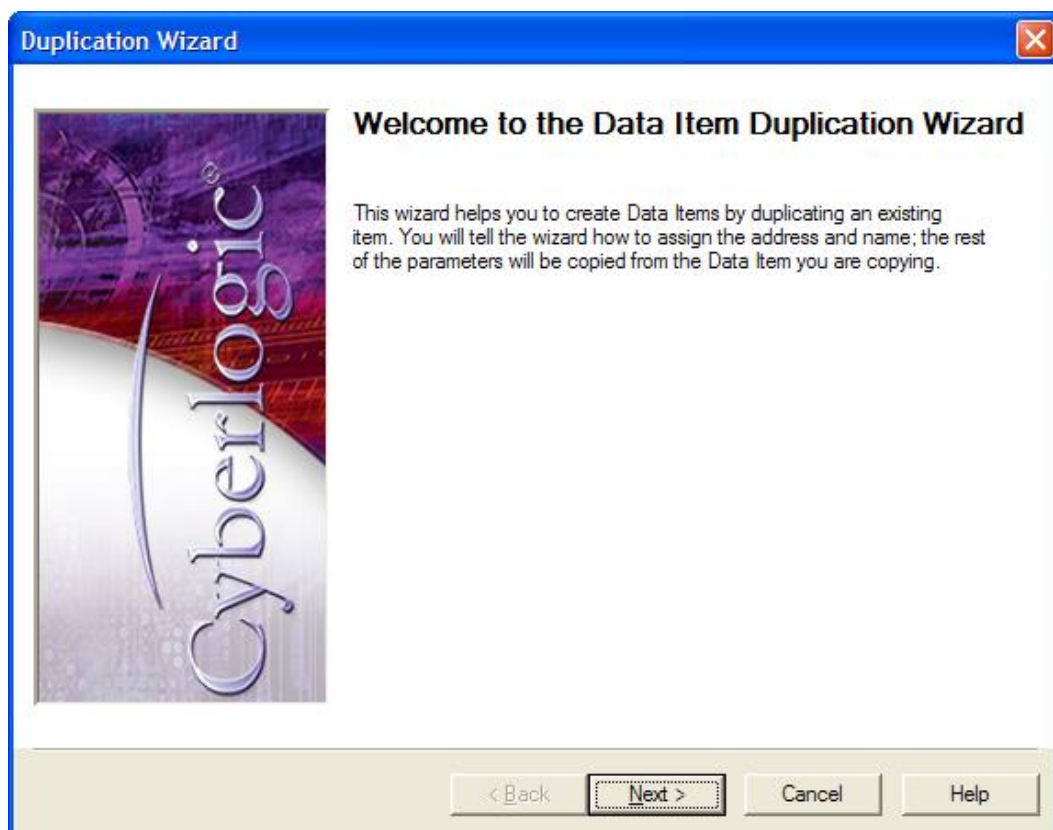 Duplication Wizard
Cyberlogic®
Welcome to the Data Item Duplication Wizard
This wizard helps you to create Data Items by duplicating an existing
item. You will tell the wizard how to assign the address and name; the rest
of the parameters will be copied from the Data Item you are copying.
< Back
Next >
Cancel
Help